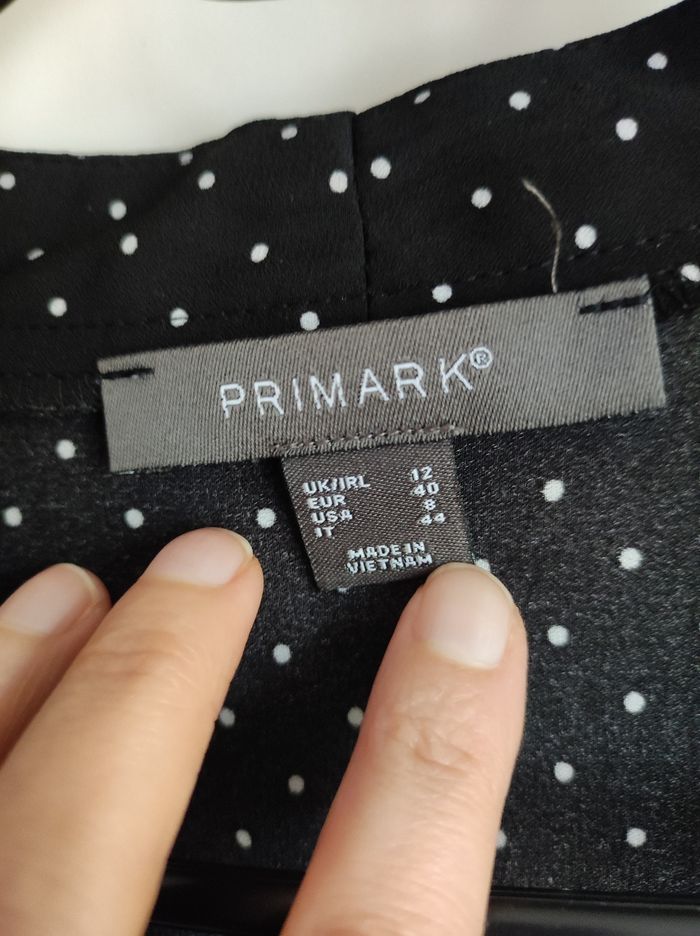 PRIMARK®
UK/IRL 12
EUR 40
USA 8
IT 44
MADE IN
VIETNAM